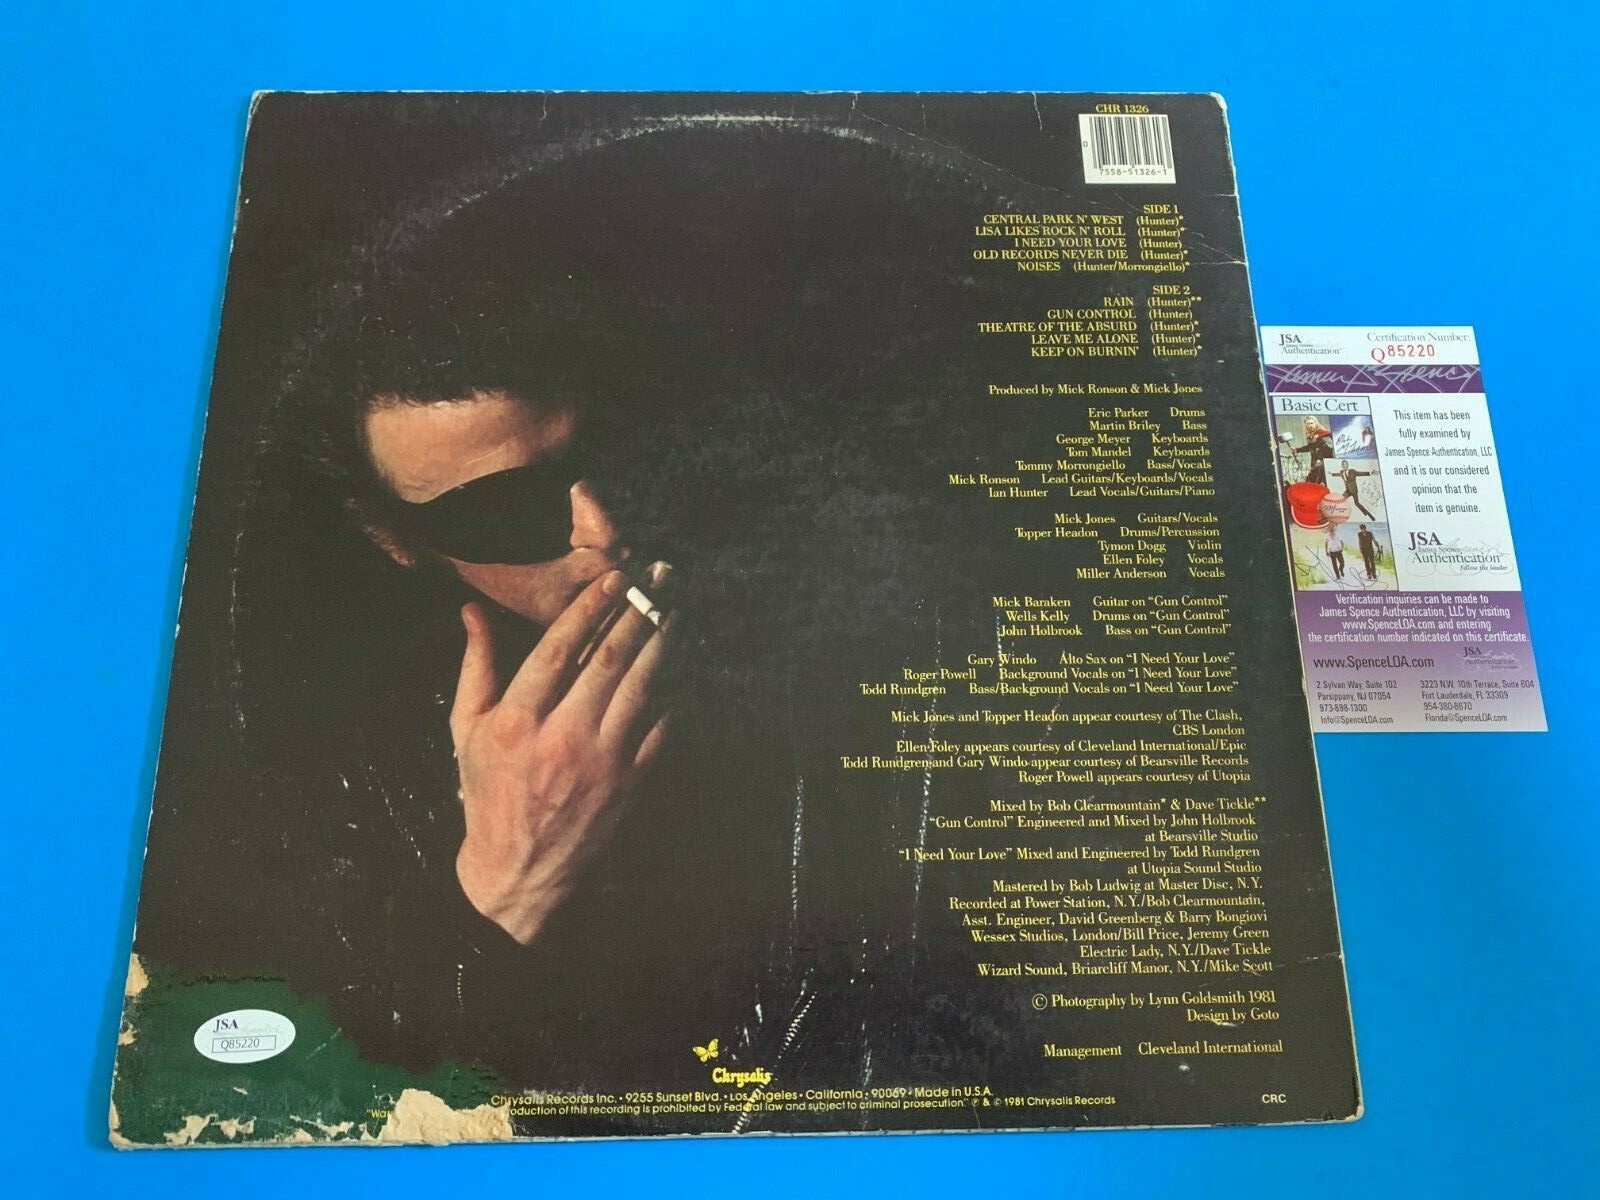 CHR 1326
0
7558-51326-1
SIDE 1
CENTRAL PARK N' WEST (Hunter)*
LISA LIKES ROCK N' ROLL (Hunter)*
I NEED YOUR LOVE (Hunter)
OLD RECORDS NEVER DIE (Hunter)*
NOISES (Hunter/Morrongiello)*
SIDE 2
RAIN (Hunter)**
GUN CONTROL (Hunter)
THEATRE OF THE ABSURD (Hunter)*
LEAVE ME ALONE (Hunter)*
KEEP ON BURNIN' (Hunter)*
Produced by Mick Ronson & Mick Jones
Eric Parker Drums
Martin Briley Bass
George Meyer Keyboards
Tom Mandel Keyboards
Tommy Morrongiello Bass/Vocals
Mick Ronson Lead Guitars/Keyboards/Vocals
Ian Hunter Lead Vocals/Guitars/Piano
Mick Jones Guitars/Vocals
Topper Headon Drums/Percussion
Tymon Dogg Violin
Ellen Foley Vocals
Miller Anderson Vocals
Mick Baraken Guitar on "Gun Control"
Wells Kelly Drums on "Gun Control"
John Holbrook Bass on "Gun Control"
Gary Windo Alto Sax on "I Need Your Love"
Roger Powell Background Vocals on "I Need Your Love"
Todd Rundgren Bass/Background Vocals on "I Need Your Love"
Mick Jones and Topper Headon appear courtesy of The Clash,
CBS London
Ellen Foley appears courtesy of Cleveland International/Epic
Todd Rundgren and Gary Windo appear courtesy of Bearsville Records
Roger Powell appears courtesy of Utopia
Mixed by Bob Clearmountain* & Dave Tickle**
"Gun Control" Engineered and Mixed by John Holbrook
at Bearsville Studio
"I Need Your Love" Mixed and Engineered by Todd Rundgren
at Utopia Sound Studio
Mastered by Bob Ludwig at Master Disc, N.Y.
Recorded at Power Station, N.Y./Bob Clearmountain,
Asst. Engineer, David Greenberg & Barry Bongiovi
Wessex Studios, London/Bill Price, Jeremy Green
Electric Lady, N.Y./Dave Tickle
Wizard Sound, Briarcliff Manor, N.Y./Mike Scott
© Photography by Lynn Goldsmith 1981
Design by Goto
Management Cleveland International
Chrysalis
Chrysalis Records Inc. • 9255 Sunset Blvd. • Los Angeles • California • 90069 • Made in U.S.A.
"War production of this recording is prohibited by Federal law and subject to criminal prosecution." ℗ & © 1981 Chrysalis Records
CRC
JSA
Q85220
JSA
Authentication
Certification Number:
Q85220
Basic Cert
This item has been
fully examined by
James Spence Authentication, LLC
and it is our considered
opinion that the
item is genuine.
JSA
James Spence
Authentication
follow the leader
Verification inquiries can be made to
James Spence Authentication, LLC by visiting
www.SpenceLOA.com and entering
the certification number indicated on this certificate.
www.SpenceLOA.com
JSA
2 Sylvan Way, Suite 102
Parsippany, NJ 07054
973-898-1300
Info@SpenceLOA.com
3223 N.W. 10th Terrace, Suite 604
Fort Lauderdale, FL 33309
954-380-8670
Florida@SpenceLOA.com